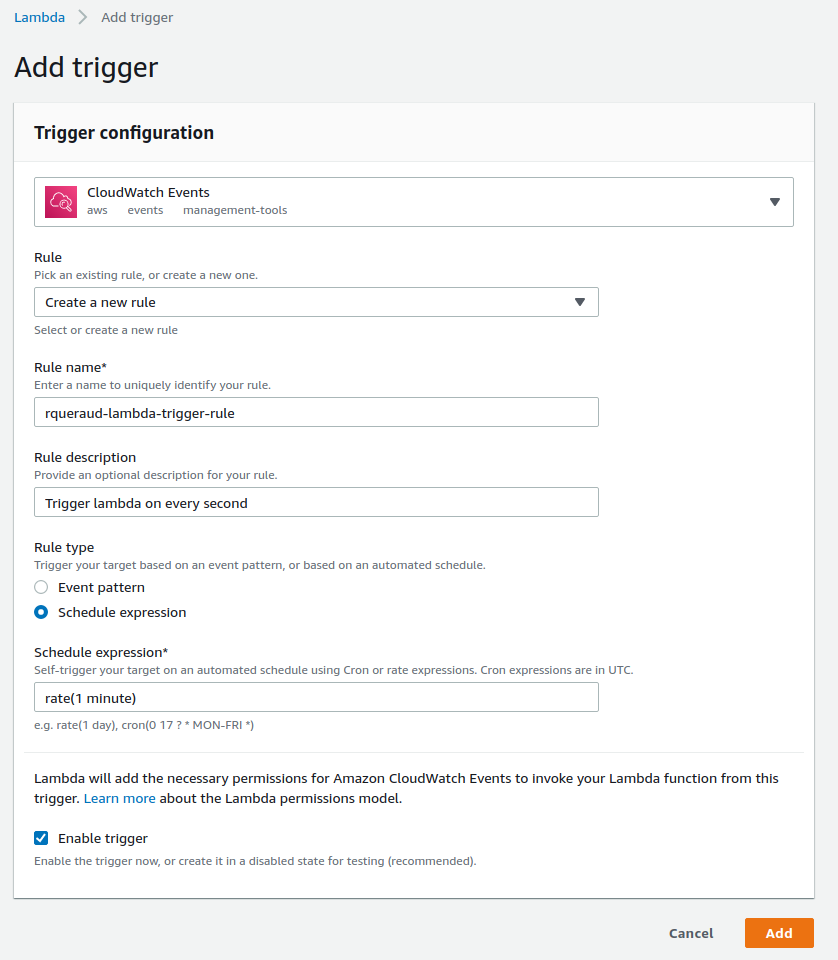 Lambda > Add trigger
Add trigger
Trigger configuration
CloudWatch Events
aws events management-tools
Rule
Pick an existing rule, or create a new one.
Create a new rule
Select or create a new rule
Rule name*
Enter a name to uniquely identify your rule.
rqueraud-lambda-trigger-rule
Rule description
Provide an optional description for your rule.
Trigger lambda on every second
Rule type
Trigger your target based on an event pattern, or based on an automated schedule.
Event pattern
Schedule expression
Schedule expression*
Self-trigger your target on an automated schedule using Cron or rate expressions. Cron expressions are in UTC.
rate(1 minute)
e.g. rate(1 day), cron(0 17 ? * MON-FRI *)
Lambda will add the necessary permissions for Amazon CloudWatch Events to invoke your Lambda function from this
trigger. Learn more about the Lambda permissions model.
Enable trigger
Enable the trigger now, or create it in a disabled state for testing (recommended).
Cancel Add